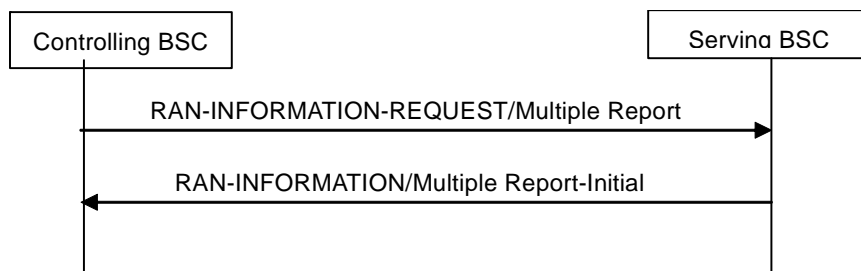 Controlling BSC
Serving BSC
RAN-INFORMATION-REQUEST/Multiple Report
RAN-INFORMATION/Multiple Report-Initial